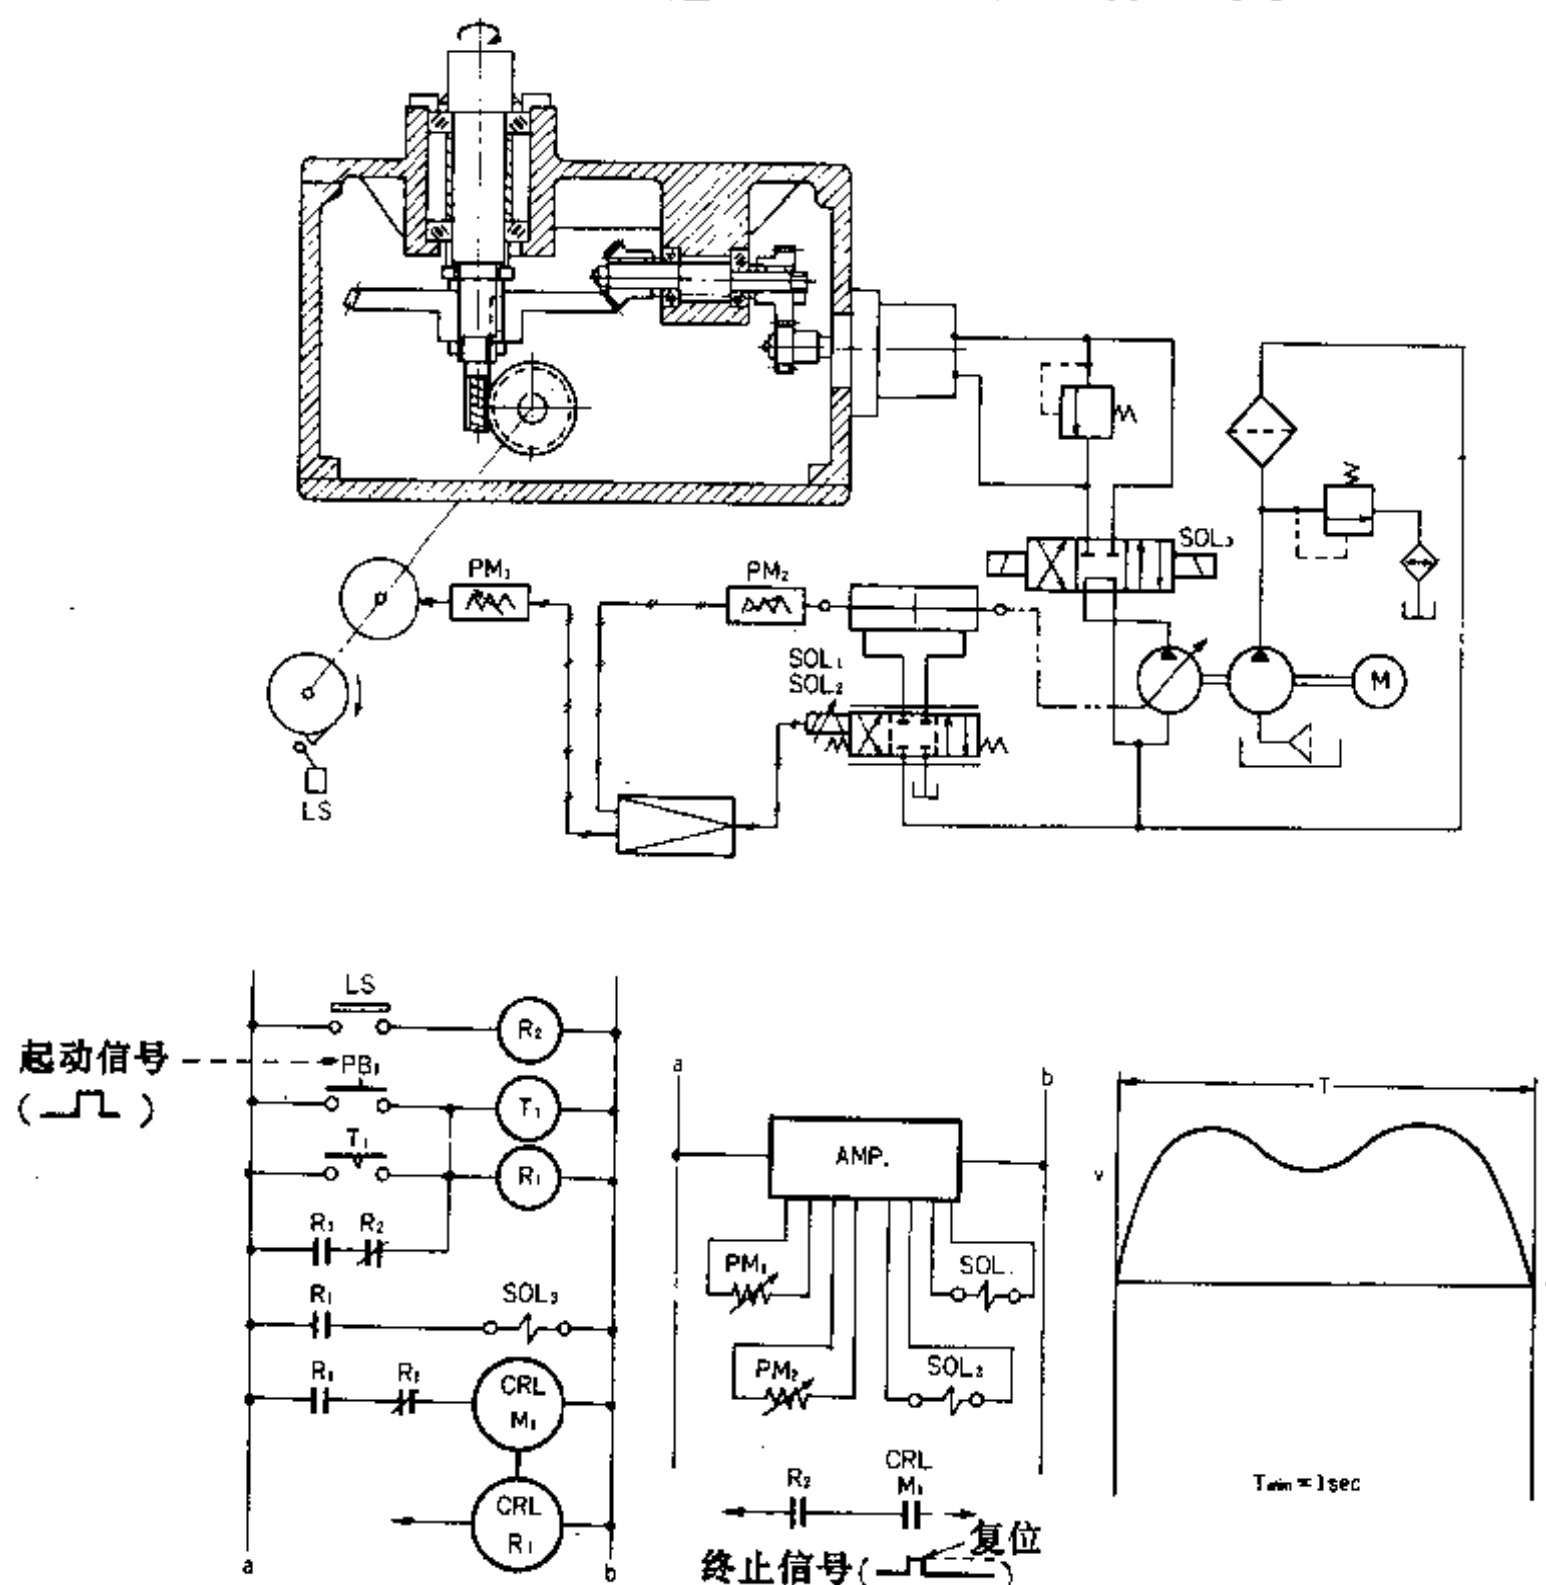 PM₁
PM₂
SOL₃
SOL₁
SOL₂
M
LS
LS
R₂
起动信号
PB₁
( )
T₁
T₁
R₁
R₁
R₂
R₁
SOL₃
R₁
R₂
CRL
M₁
CRL
R₁
a
b
a
b
AMP.
PM₁
SOL.
PM₂
SOL₂
R₂
CRL
M₁
复位
终止信号( )
T
v
Tmin = 1sec